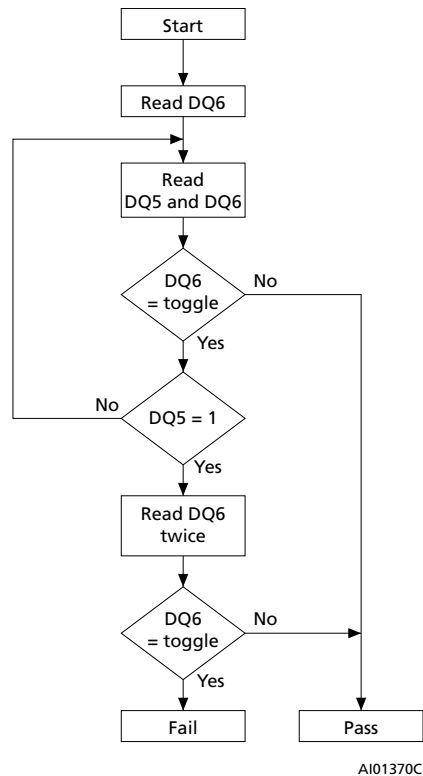 Start
Read DQ6
Read
DQ5 and DQ6
DQ6
= toggle
No
Yes
No
DQ5 = 1
Yes
Read DQ6
twice
DQ6
= toggle
No
Yes
Fail
Pass
AI01370C